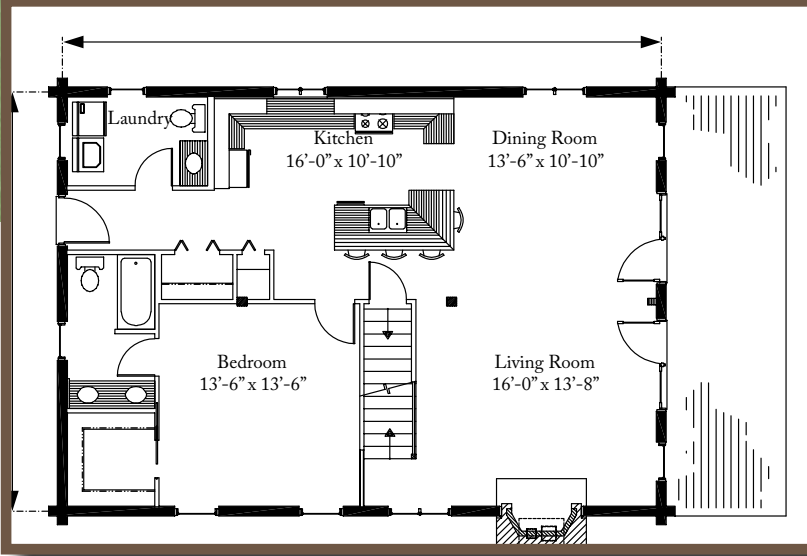 Laundry
Kitchen
16'-0" x 10'-10"
Dining Room
13'-6" x 10'-10"
Bedroom
13'-6" x 13'-6"
Living Room
16'-0" x 13'-8"